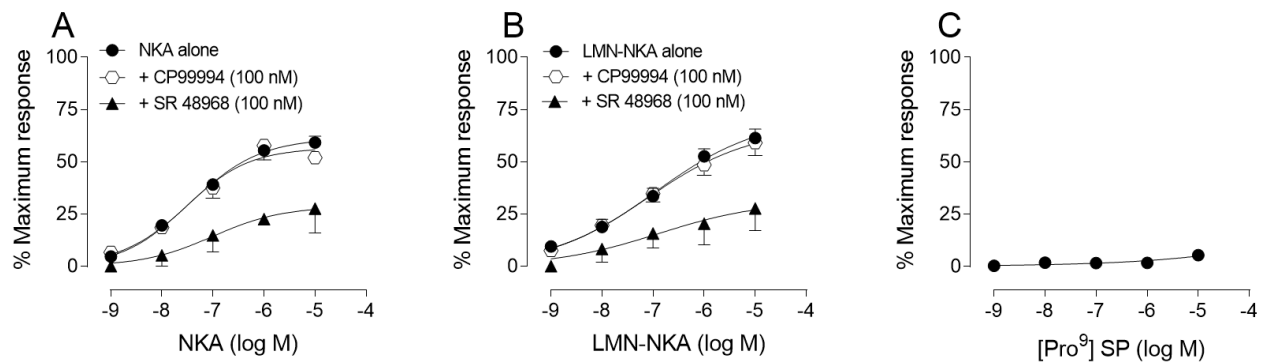 A
NKA alone
+ CP99994 (100 nM)
+ SR 48968 (100 nM)
% Maximum response
100
75
50
25
0
-9 -8 -7 -6 -5 -4
NKA (log M)
B
LMN-NKA alone
+ CP99994 (100 nM)
+ SR 48968 (100 nM)
% Maximum response
100
75
50
25
0
-9 -8 -7 -6 -5 -4
LMN-NKA (log M)
C
% Maximum response
100
75
50
25
0
-9 -8 -7 -6 -5 -4
[Pro⁹] SP (log M)